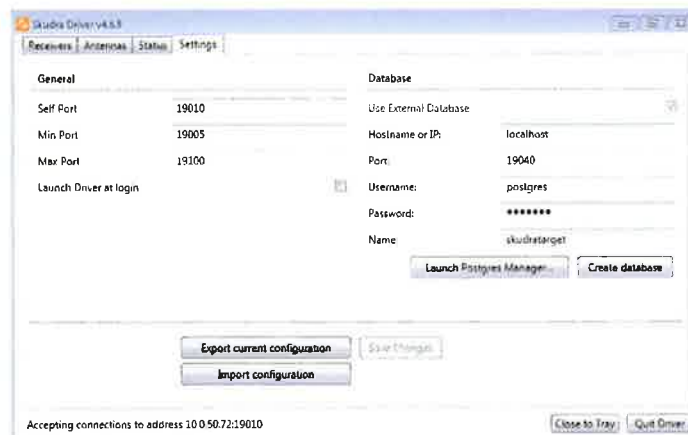 Skudra Driver v4.6.8
Receivers Antennas Status Settings
General
Self Port 19010
Min Port 19005
Max Port 19100
Launch Driver at login
Database
Use External Database
Hostname or IP: localhost
Port: 19040
Username: postgres
Password: •••••••
Name skudratarget
Launch Postgres Manager... Create database
Export current configuration Save Changes
Import configuration
Accepting connections to address 10.0.50.72:19010 Close to Tray Quit Driver